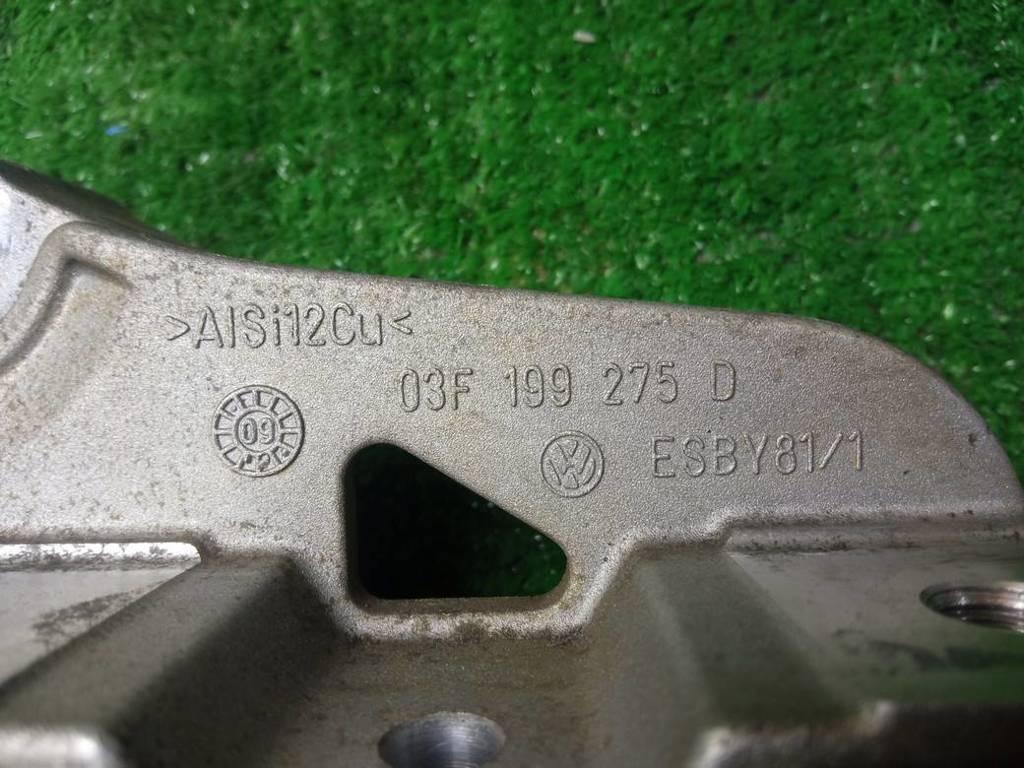 >AlSi12Cu<
03F 199 275 D
09
ESBY81/1